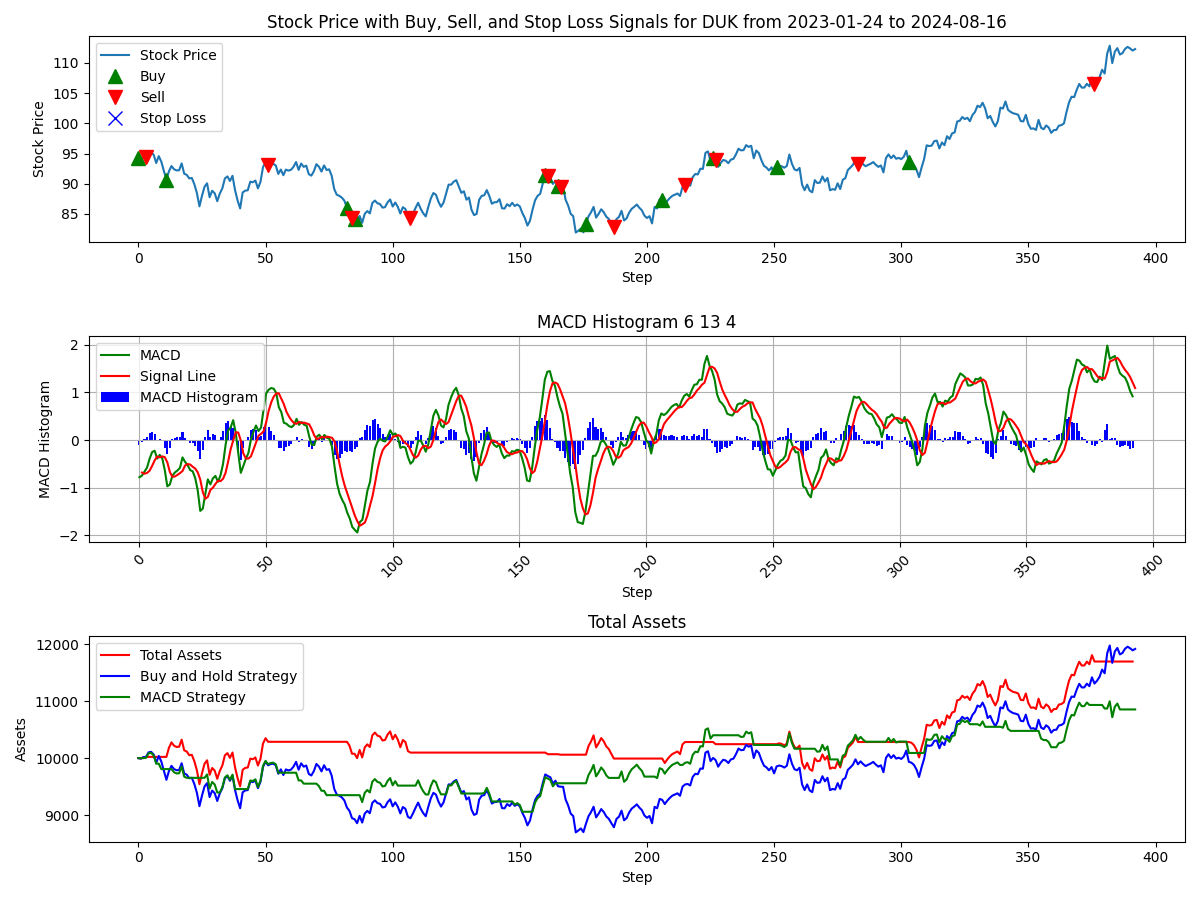 Stock Price with Buy, Sell, and Stop Loss Signals for DUK from 2023-01-24 to 2024-08-16
Stock Price
Buy
Sell
Stop Loss
Stock Price
110
105
100
95
90
85
0 50 100 150 200 250 300 350 400
Step
MACD Histogram 6 13 4
MACD
Signal Line
MACD Histogram
MACD Histogram
2
1
0
−1
−2
0 50 100 150 200 250 300 350 400
Step
Total Assets
Total Assets
Buy and Hold Strategy
MACD Strategy
Assets
12000
11000
10000
9000
0 50 100 150 200 250 300 350 400
Step